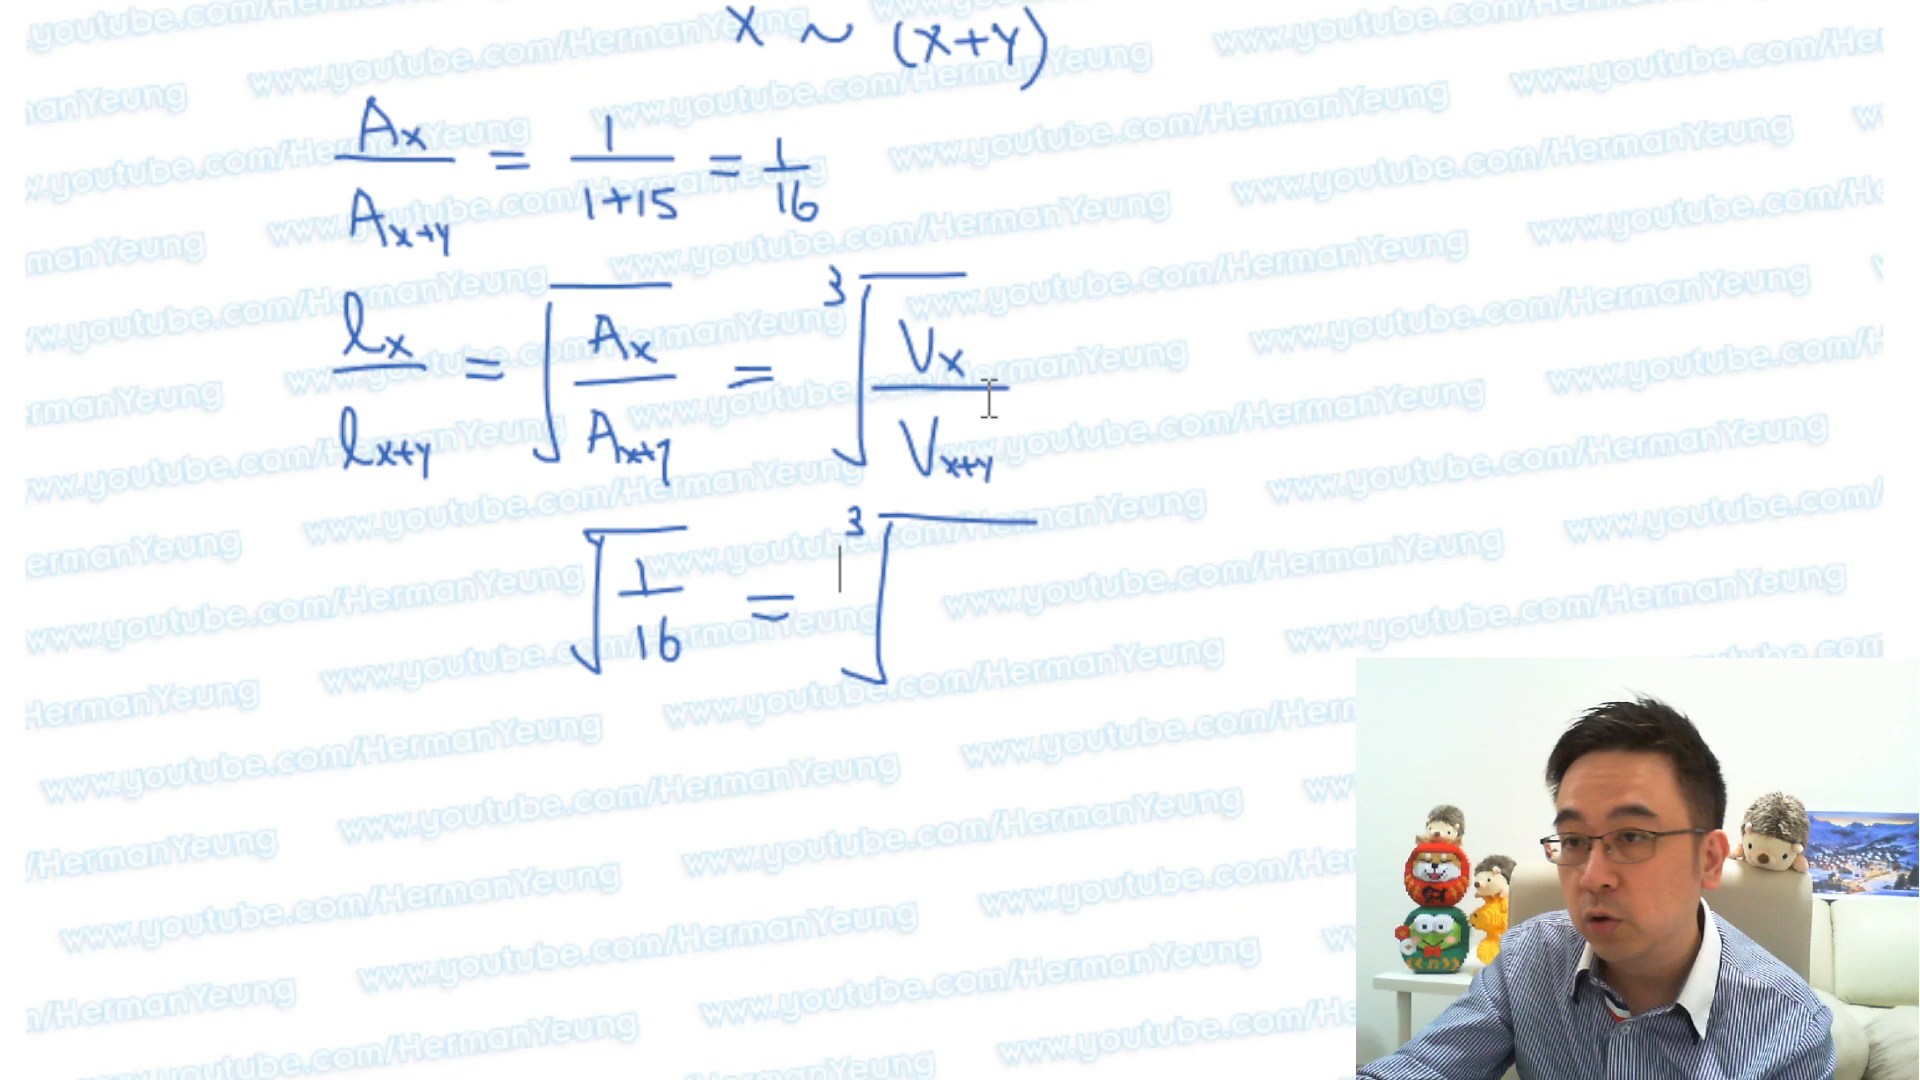 x ~ (x+y)
Ax / Ax+y = 1 / 1+15 = 1/16
lx / lx+y = √(Ax / Ax+y) = ³√(Vx / Vx+y)
√(1/16) = ³√
www.youtube.com/HermanYeung